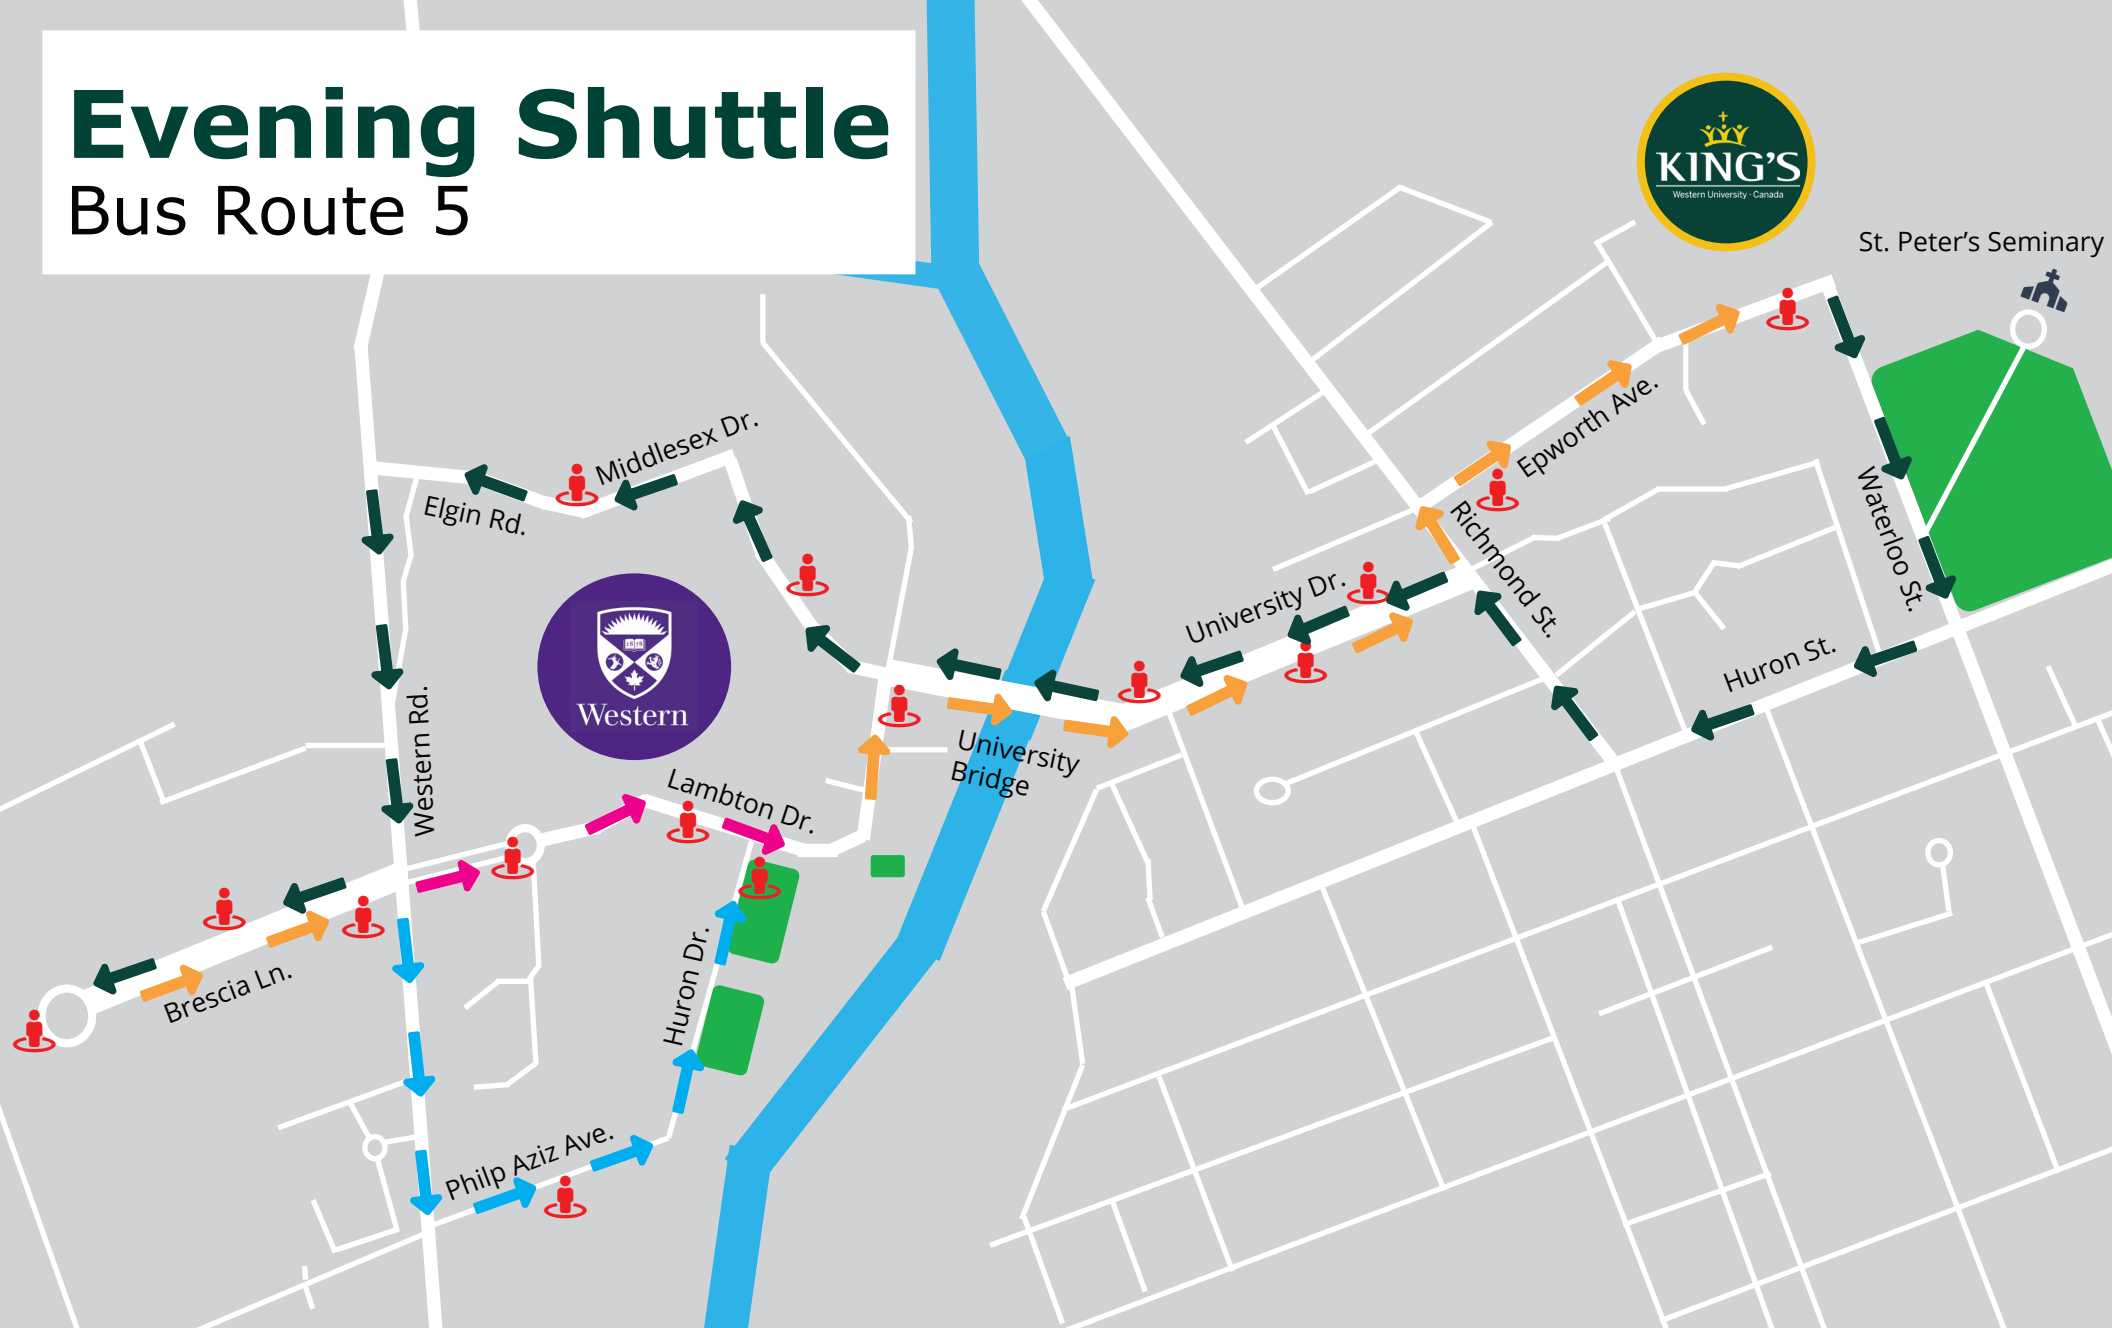 Evening Shuttle
Bus Route 5
KING'S
Western University · Canada
St. Peter's Seminary
Middlesex Dr.
Elgin Rd.
Epworth Ave.
Richmond St.
Waterloo St.
University Dr.
Huron St.
Western
Western Rd.
University
Bridge
Lambton Dr.
Brescia Ln.
Huron Dr.
Philp Aziz Ave.